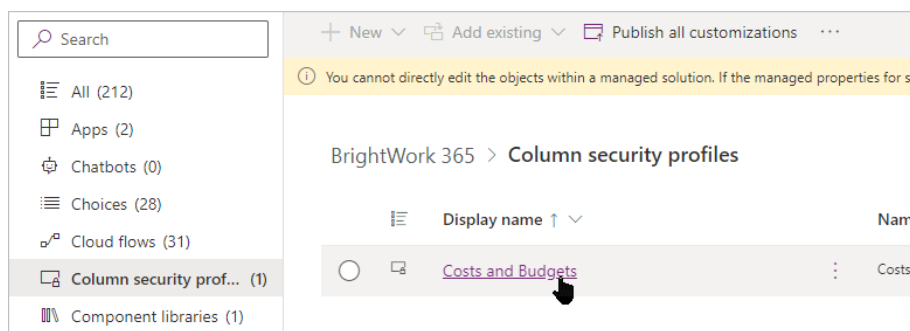 Search
New
Add existing
Publish all customizations
...
You cannot directly edit the objects within a managed solution. If the managed properties for s
All (212)
Apps (2)
Chatbots (0)
Choices (28)
Cloud flows (31)
Column security prof... (1)
Component libraries (1)
BrightWork 365 > Column security profiles
Display name ↑
Nam
Costs and Budgets
Costs